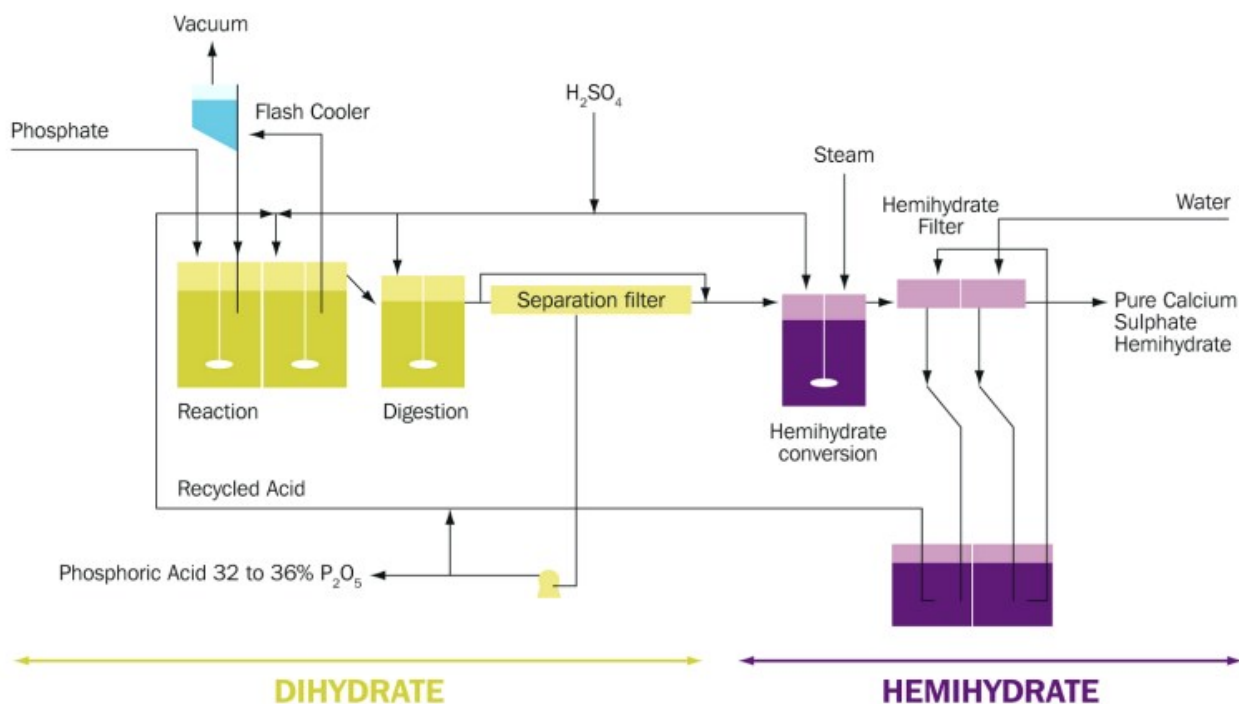 Vacuum
Flash Cooler
Phosphate
H₂SO₄
Steam
Hemihydrate
Filter
Water
Separation filter
Pure Calcium
Sulphate
Hemihydrate
Reaction
Digestion
Hemihydrate
conversion
Recycled Acid
Phosphoric Acid 32 to 36% P₂O₅
DIHYDRATE
HEMIHYDRATE